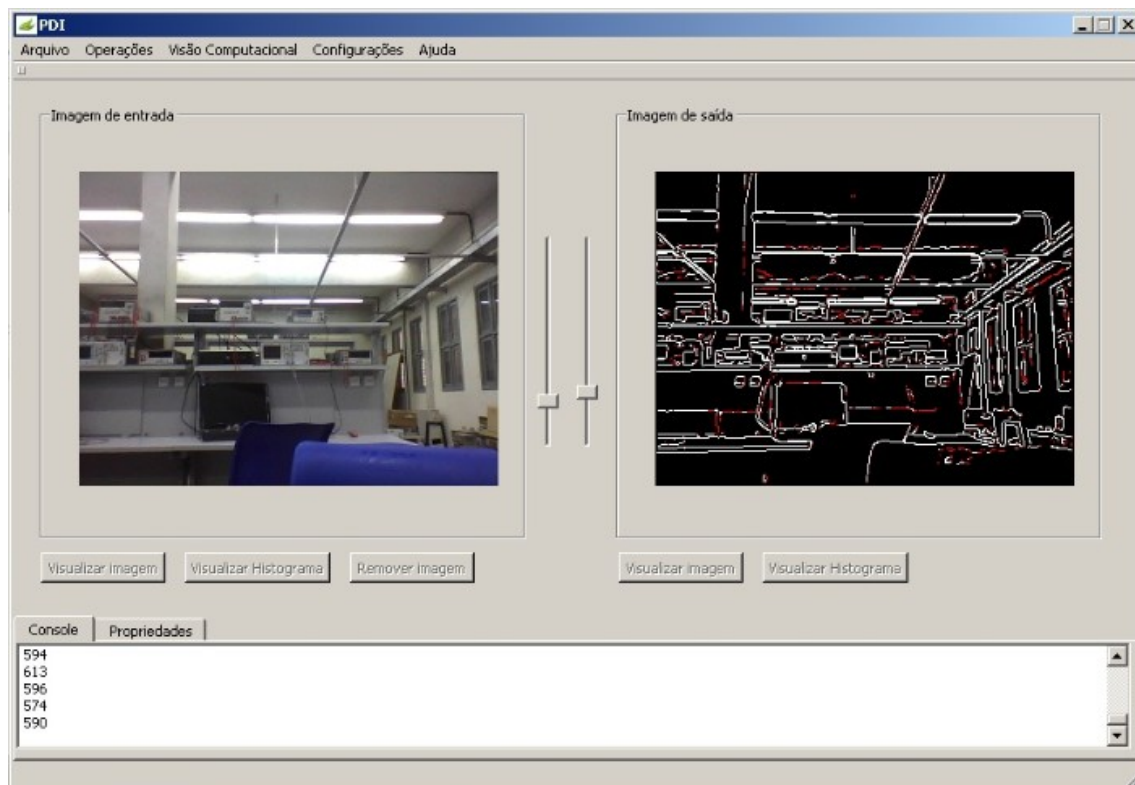 PDI
Arquivo Operações Visão Computacional Configurações Ajuda
Imagem de entrada
Imagem de saída
Visualizar imagem Visualizar Histograma Remover imagem Visualizar imagem Visualizar Histograma
Console Propriedades
594
613
596
574
590